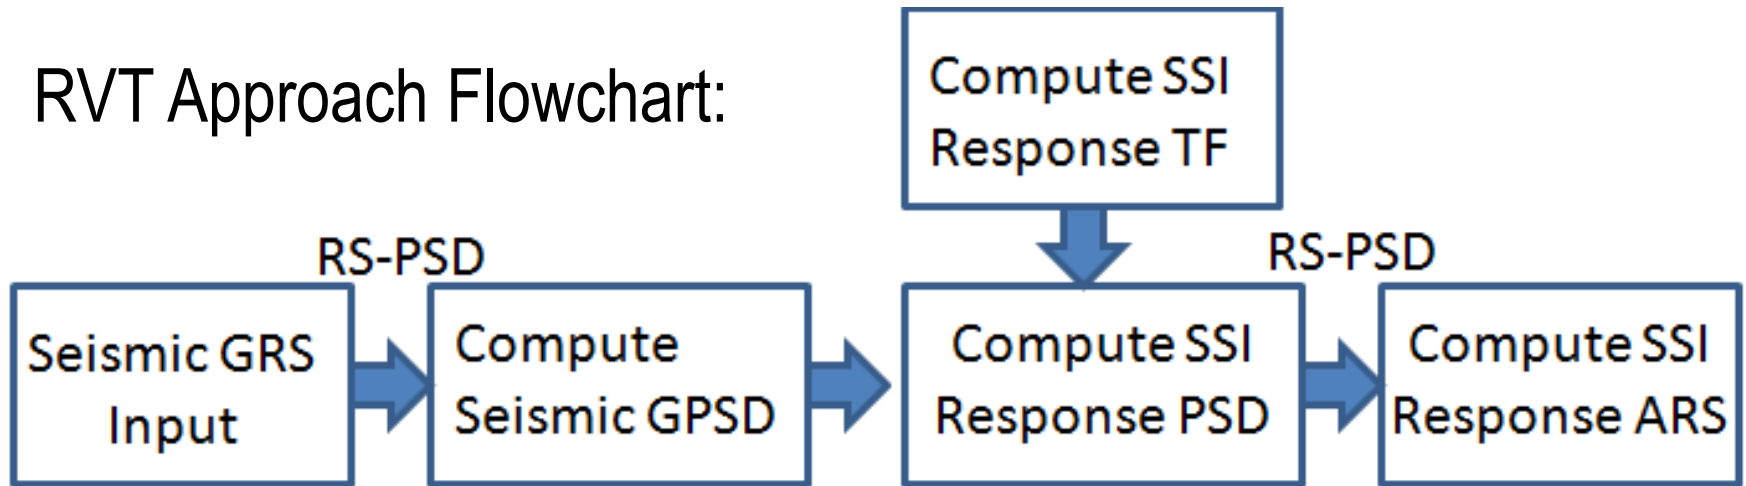 RVT Approach Flowchart:
Compute SSI
Response TF
RS-PSD
RS-PSD
Seismic GRS
Input
Compute
Seismic GPSD
Compute SSI
Response PSD
Compute SSI
Response ARS